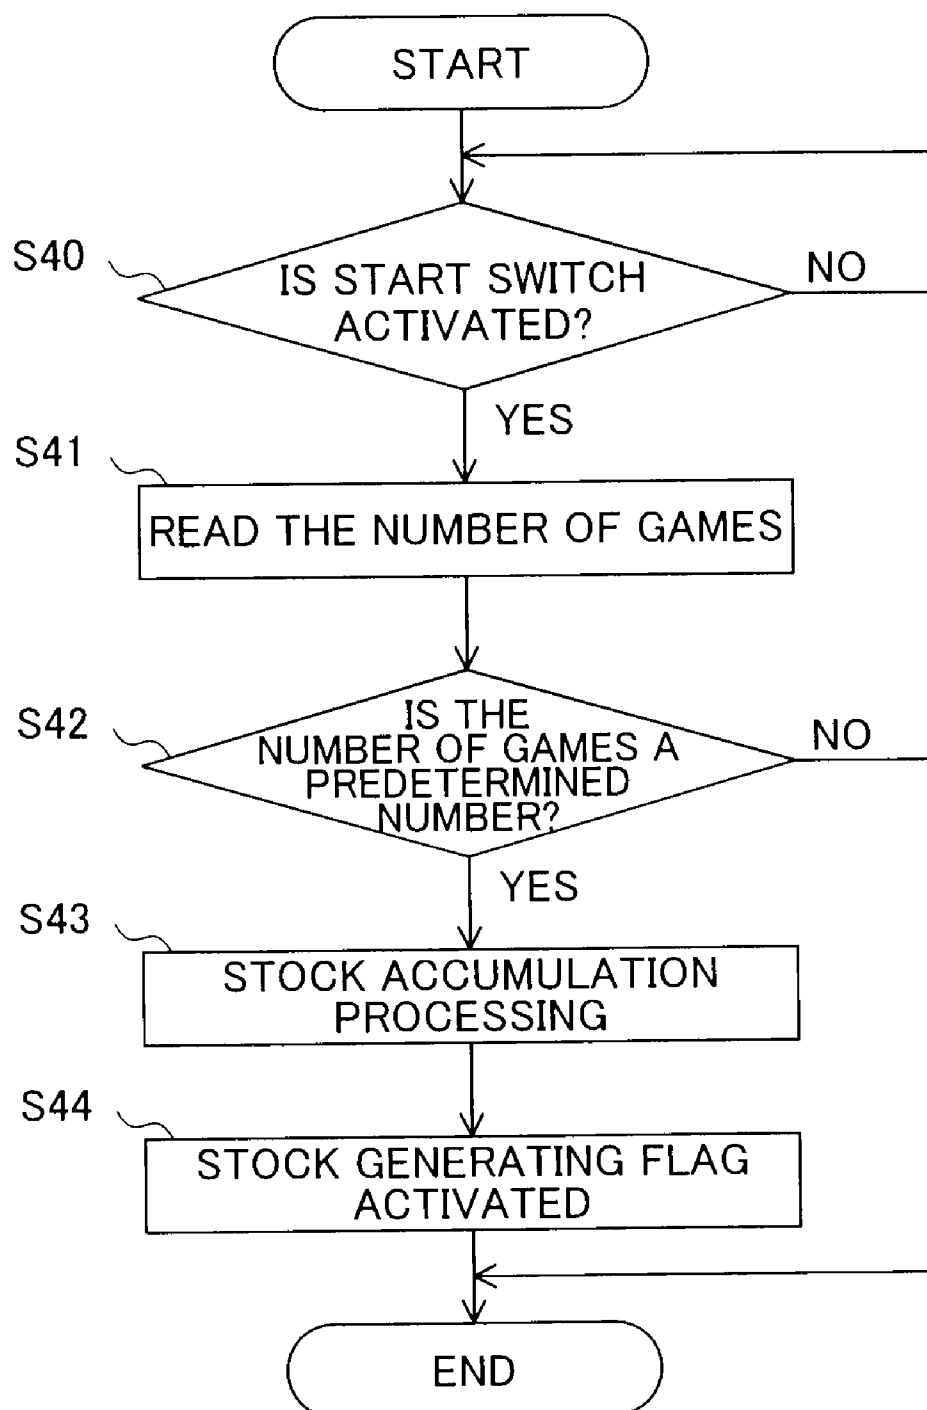 START
S40
IS START SWITCH
ACTIVATED?
NO
YES
S41
READ THE NUMBER OF GAMES
S42
IS THE
NUMBER OF GAMES A
PREDETERMINED
NUMBER?
NO
YES
S43
STOCK ACCUMULATION
PROCESSING
S44
STOCK GENERATING FLAG
ACTIVATED
END